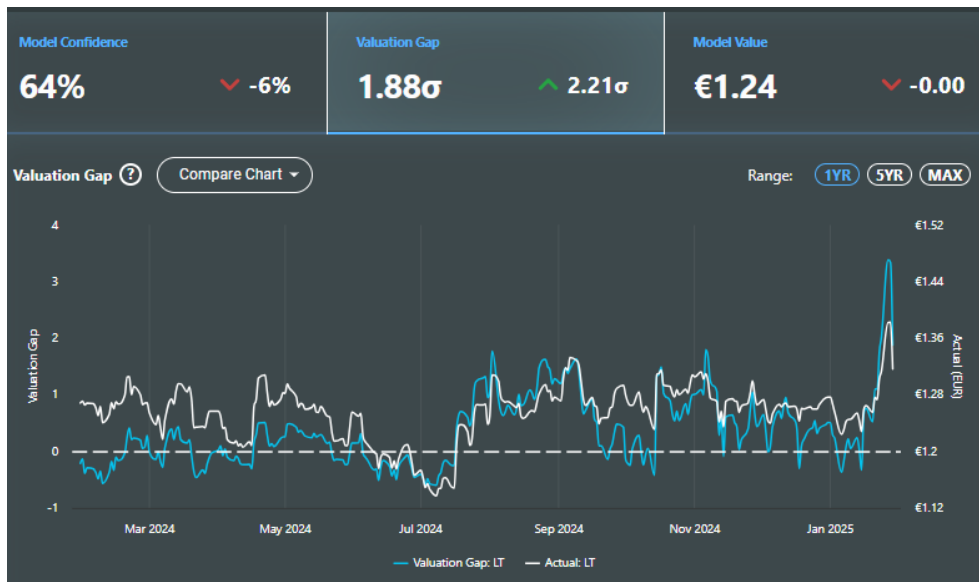 Model Confidence
64%
-6%
Valuation Gap
1.88σ
2.21σ
Model Value
€1.24
-0.00
Valuation Gap ? Compare Chart Range: 1YR 5YR MAX
4 €1.52
3 €1.44
2 €1.36
1 €1.28
0 €1.2
-1 €1.12
Valuation Gap
Actual (EUR)
Mar 2024 May 2024 Jul 2024 Sep 2024 Nov 2024 Jan 2025
Valuation Gap: LT Actual: LT